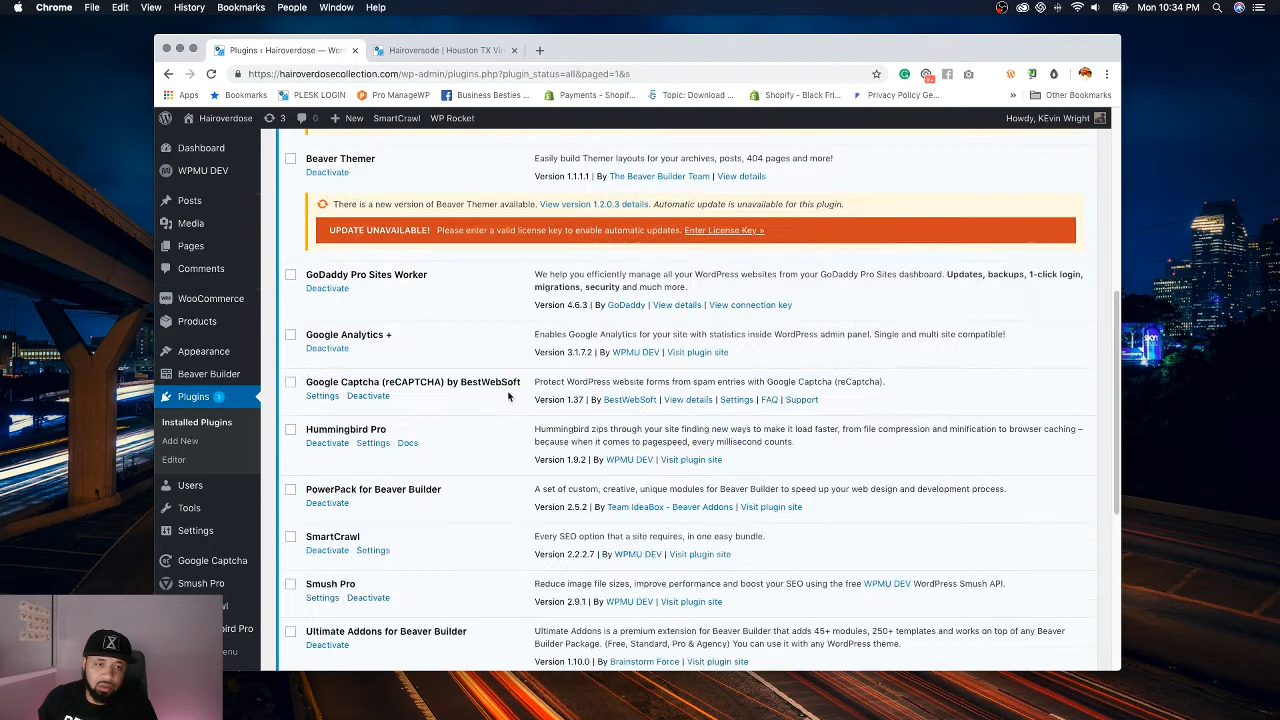 Chrome File Edit View History Bookmarks People Window Help
Mon 10:34 PM
Plugins ‹ Hairoverdose — Wor
Hairoversode | Houston TX Vir
https://hairoverdosecollection.com/wp-admin/plugins.php?plugin_status=all&paged=1&s
Apps Bookmarks PLESK LOGIN Pro ManageWP Business Besties ... Payments - Shopif... Topic: Download ... Shopify - Black Fri... Privacy Policy Ge... » Other Bookmarks
Hairoverdose 3 0 New SmartCrawl WP Rocket
Howdy, KEvin Wright
Dashboard
WPMU DEV
Posts
Media
Pages
Comments
WooCommerce
Products
Appearance
Beaver Builder
Plugins 3
Installed Plugins
Add New
Editor
Users
Tools
Settings
Google Captcha
Smush Pro
Beaver Themer
Deactivate
Easily build Themer layouts for your archives, posts, 404 pages and more!
Version 1.1.1.1 | By The Beaver Builder Team | View details
There is a new version of Beaver Themer available. View version 1.2.0.3 details. Automatic update is unavailable for this plugin.
UPDATE UNAVAILABLE! Please enter a valid license key to enable automatic updates. Enter License Key »
GoDaddy Pro Sites Worker
Deactivate
We help you efficiently manage all your WordPress websites from your GoDaddy Pro Sites dashboard. Updates, backups, 1-click login,
migrations, security and much more.
Version 4.6.3 | By GoDaddy | View details | View connection key
Google Analytics +
Deactivate
Enables Google Analytics for your site with statistics inside WordPress admin panel. Single and multi site compatible!
Version 3.1.7.2 | By WPMU DEV | Visit plugin site
Google Captcha (reCAPTCHA) by BestWebSoft
Settings | Deactivate
Protect WordPress website forms from spam entries with Google Captcha (reCaptcha).
Version 1.37 | By BestWebSoft | View details | Settings | FAQ | Support
Hummingbird Pro
Deactivate | Settings | Docs
Hummingbird zips through your site finding new ways to make it load faster, from file compression and minification to browser caching –
because when it comes to pagespeed, every millisecond counts.
Version 1.9.2 | By WPMU DEV | Visit plugin site
PowerPack for Beaver Builder
Deactivate
A set of custom, creative, unique modules for Beaver Builder to speed up your web design and development process.
Version 2.5.2 | By Team IdeaBox - Beaver Addons | Visit plugin site
SmartCrawl
Deactivate | Settings
Every SEO option that a site requires, in one easy bundle.
Version 2.2.2.7 | By WPMU DEV | Visit plugin site
Smush Pro
Settings | Deactivate
Reduce image file sizes, improve performance and boost your SEO using the free WPMU DEV WordPress Smush API.
Version 2.9.1 | By WPMU DEV | Visit plugin site
Ultimate Addons for Beaver Builder
Deactivate
Ultimate Addons is a premium extension for Beaver Builder that adds 45+ modules, 250+ templates and works on top of any Beaver
Builder Package. (Free, Standard, Pro & Agency) You can use it with any WordPress theme.
Version 1.10.0 | By Brainstorm Force | Visit plugin site